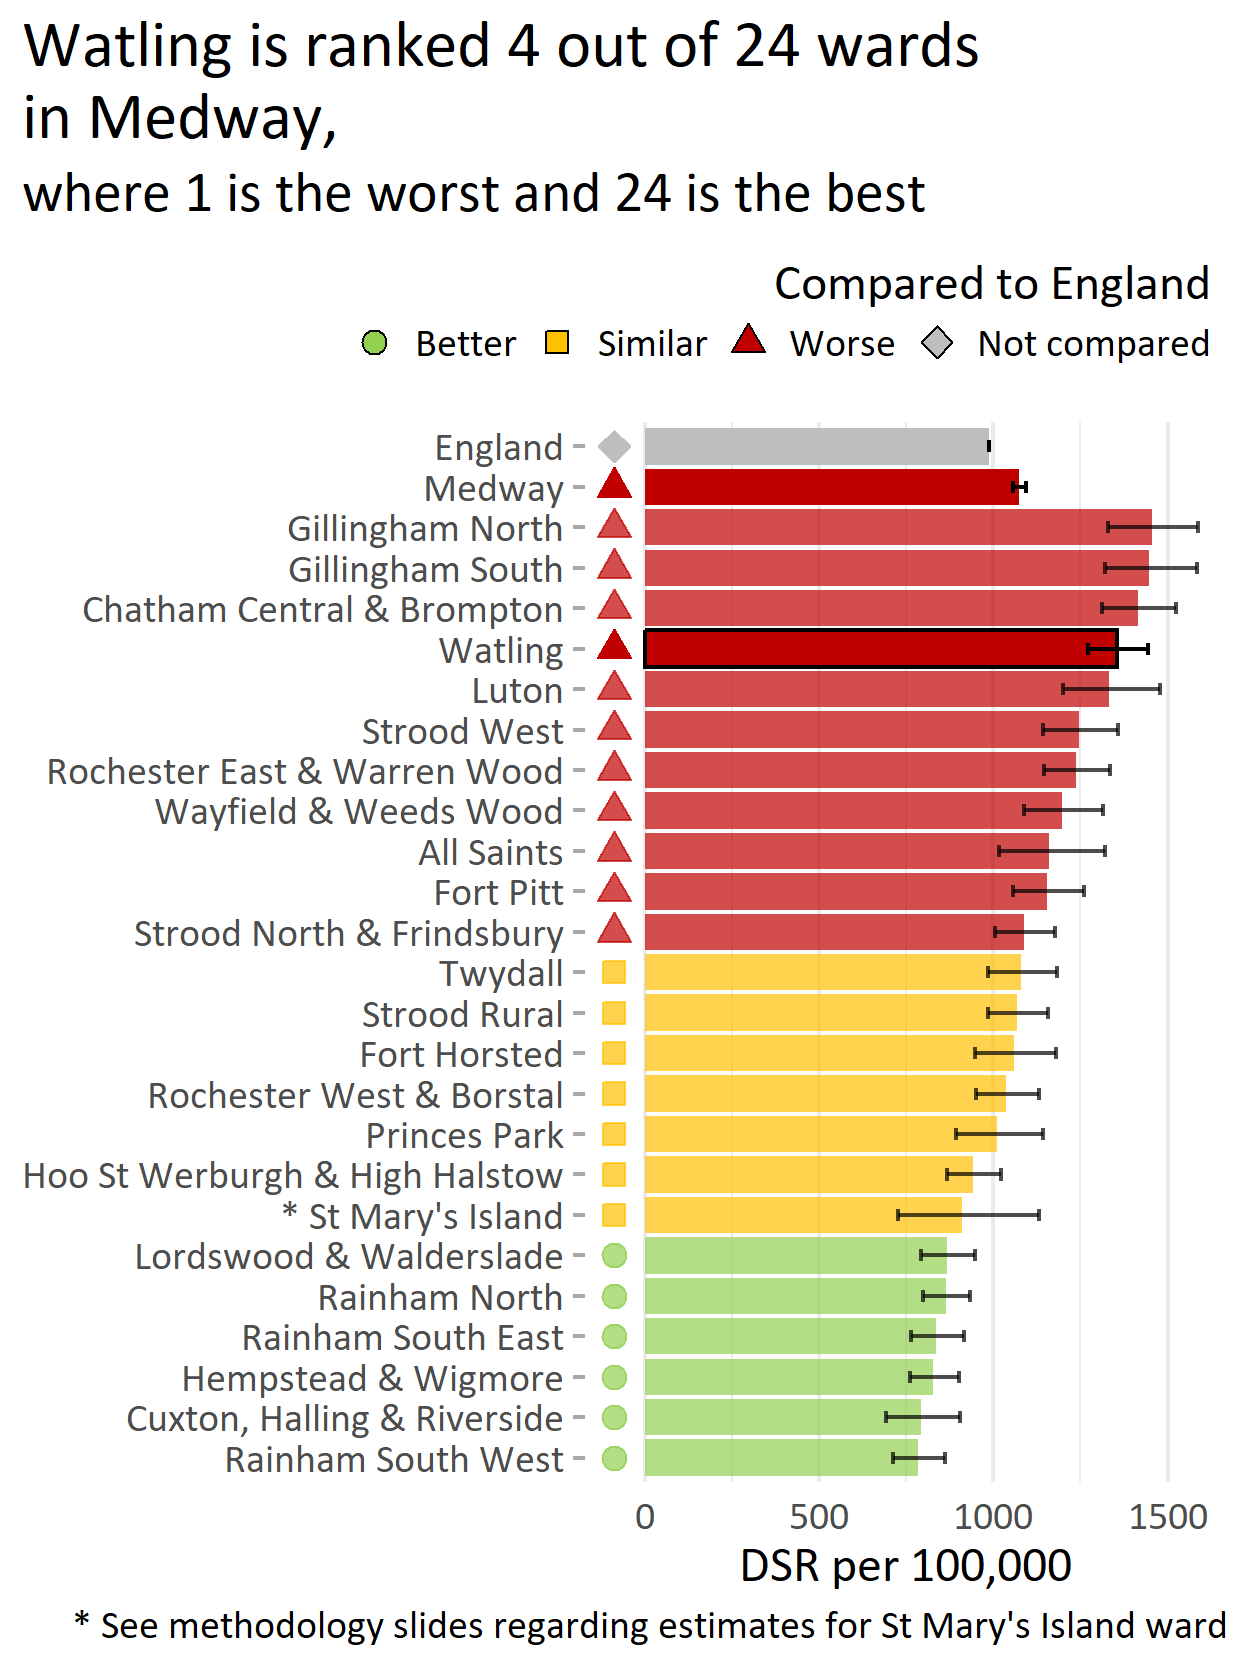 Watling is ranked 4 out of 24 wards
in Medway,
where 1 is the worst and 24 is the best
Compared to England
Better Similar Worse Not compared
England
Medway
Gillingham North
Gillingham South
Chatham Central & Brompton
Watling
Luton
Strood West
Rochester East & Warren Wood
Wayfield & Weeds Wood
All Saints
Fort Pitt
Strood North & Frindsbury
Twydall
Strood Rural
Fort Horsted
Rochester West & Borstal
Princes Park
Hoo St Werburgh & High Halstow
* St Mary's Island
Lordswood & Walderslade
Rainham North
Rainham South East
Hempstead & Wigmore
Cuxton, Halling & Riverside
Rainham South West
0 500 1000 1500
DSR per 100,000
* See methodology slides regarding estimates for St Mary's Island ward